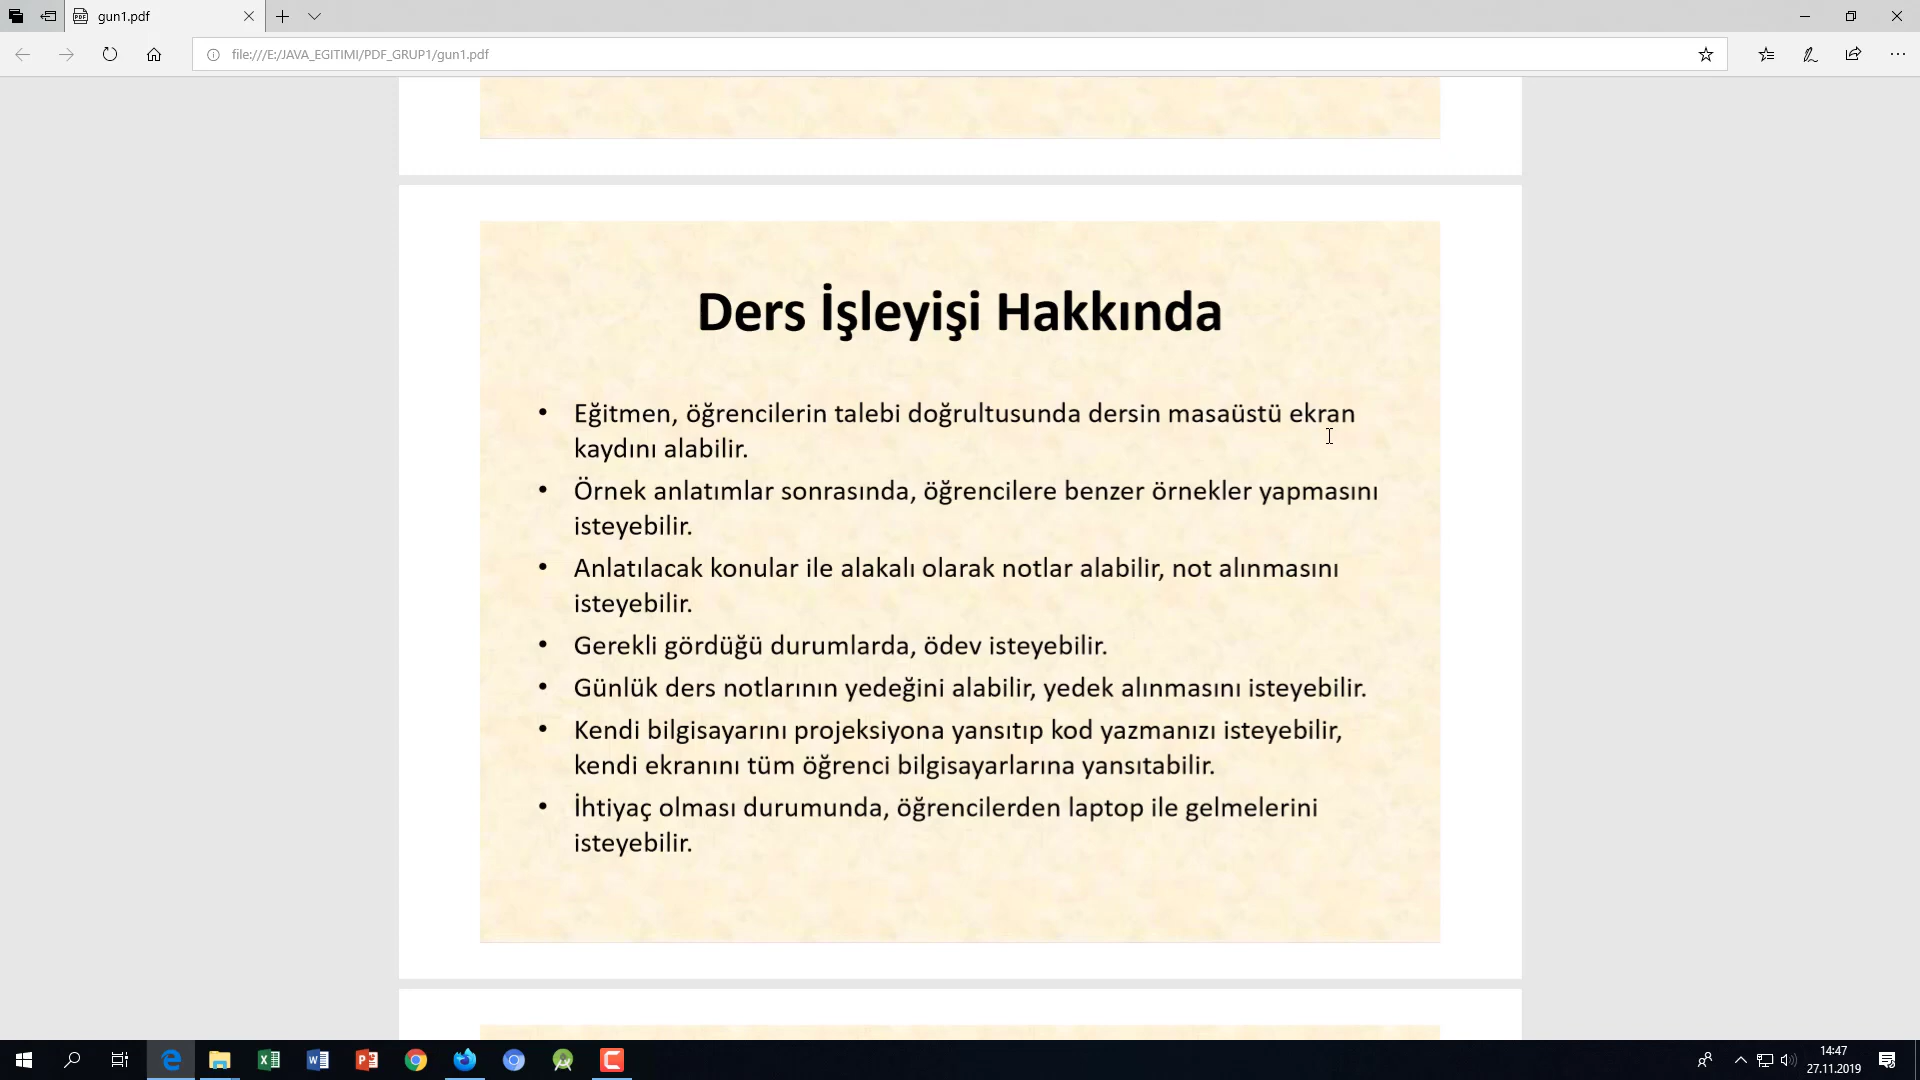 gun1.pdf
file:///E:/JAVA_EGITIMI/PDF_GRUP1/gun1.pdf
Ders İşleyişi Hakkında
• Eğitmen, öğrencilerin talebi doğrultusunda dersin masaüstü ekran
kaydını alabilir.
• Örnek anlatımlar sonrasında, öğrencilere benzer örnekler yapmasını
isteyebilir.
• Anlatılacak konular ile alakalı olarak notlar alabilir, not alınmasını
isteyebilir.
• Gerekli gördüğü durumlarda, ödev isteyebilir.
• Günlük ders notlarının yedeğini alabilir, yedek alınmasını isteyebilir.
• Kendi bilgisayarını projeksiyona yansıtıp kod yazmanızı isteyebilir,
kendi ekranını tüm öğrenci bilgisayarlarına yansıtabilir.
• İhtiyaç olması durumunda, öğrencilerden laptop ile gelmelerini
isteyebilir.
14:47
27.11.2019